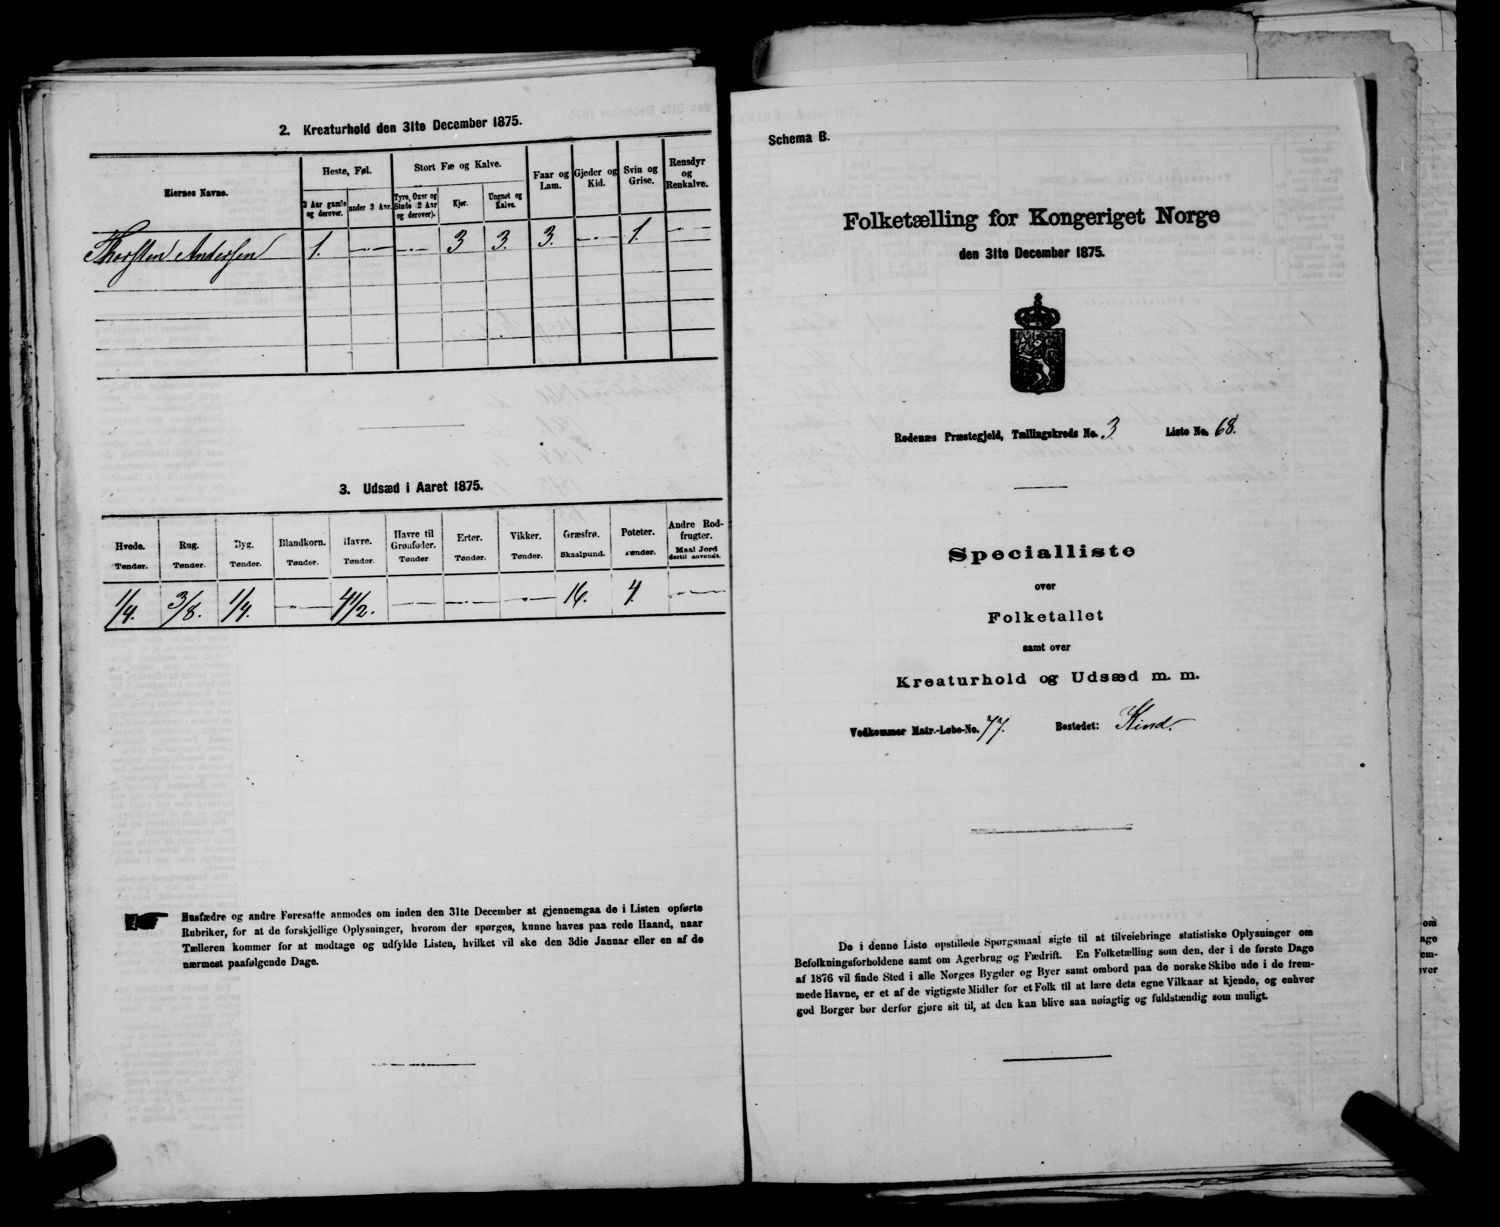 2. Kreaturhold den 31te December 1875.
Eiernes Navne.
Heste, Føl.
Stort Fæ og Kalve.
Faar og Lam.
Gjeder og Kid.
Svin og Grise.
Rensdyr og Renkalve.
3 Aar gamle og derover.
under 3 Aar.
Tyre, Oxer og Stude (2 Aar og derover).
Kjør.
Ungnøt og Kalve.
Thorsten Andersen 1. — — 3 3. 3. — 1. —
3. Udsæd i Aaret 1875.
Hvede. Rug. Byg. Blandkorn. Havre. Havre til Grønfoder. Erter. Vikker. Græsfrø. Poteter. Andre Rodfrugter.
Tønder. Tønder. Tønder. Tønder. Tønder. Tønder. Tønder. Tønder. Skaalpund. Tønder. Maal Jord dertil anvendt.
1/4. 3/8. 1/4. — 4 1/2. — — — 16. 4. —
Husfædre og andre Foresatte anmodes om inden den 31te December at gjennemgaa de i Listen opførte
Rubriker, for at de forskjellige Oplysninger, hvorom der spørges, kunne haves paa rede Haand, naar
Tælleren kommer for at modtage og udfylde Listen, hvilket vil ske den 3die Januar eller en af de
nærmest paafølgende Dage.
Schema B.
Folketælling for Kongeriget Norge
den 31te December 1875.
Rødenæs Præstegjeld, Tællingskreds No. 3 Liste No. 68.
Specialliste
over
Folketallet
samt over
Kreaturhold og Udsæd m. m.
Vedkommer Matr.-Løbe-No. 77. Bostedet: Kind.
De i denne Liste opstillede Spørgsmaal sigte til at tilveiebringe statistiske Oplysninger om
Befolkningsforholdene samt om Agerbrug og Fædrift. En Folketælling som den, der i de første Dage
af 1876 vil finde Sted i alle Norges Bygder og Byer samt ombord paa de norske Skibe ude i de frem-
mede Havne, er et af de vigtigste Midler for et Folk til at lære dets egne Vilkaar at kjende, og enhver
god Borger bør derfor gjøre sit til, at den kan blive saa nøiagtig og fuldstændig som muligt.